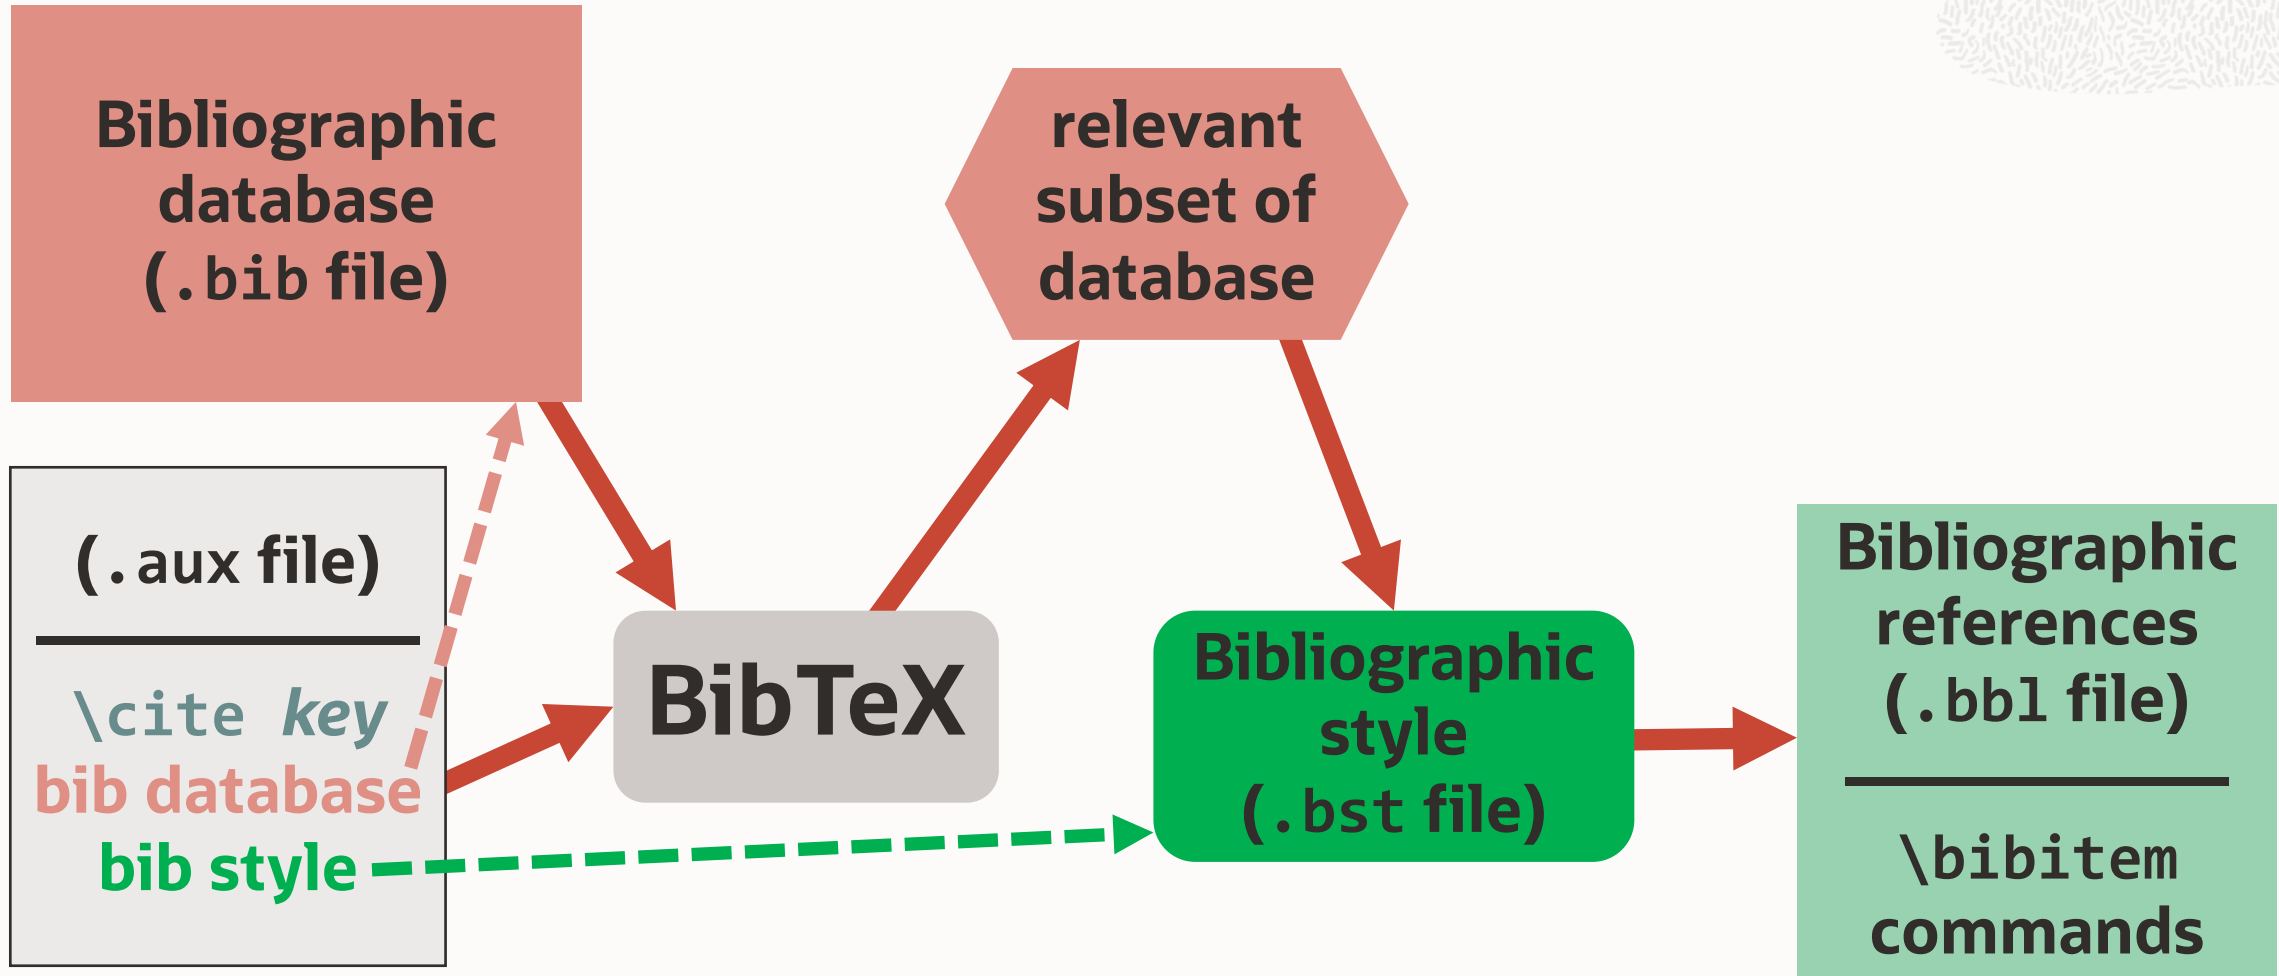 Bibliographic
database
(.bib file)
relevant
subset of
database
(.aux file)
\cite key
bib database
bib style
BibTeX
Bibliographic
style
(.bst file)
Bibliographic
references
(.bbl file)
\bibitem
commands